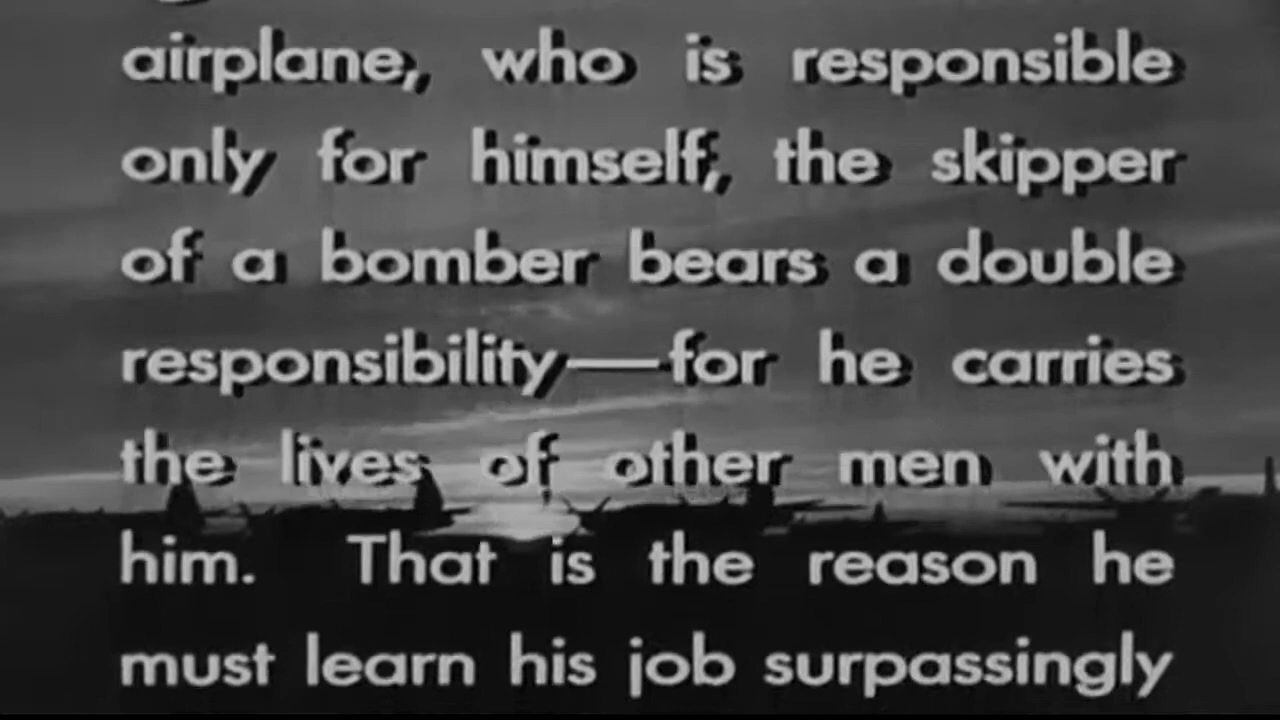 airplane, who is responsible
only for himself, the skipper
of a bomber bears a double
responsibility—for he carries
the lives of other men with
him. That is the reason he
must learn his job surpassingly